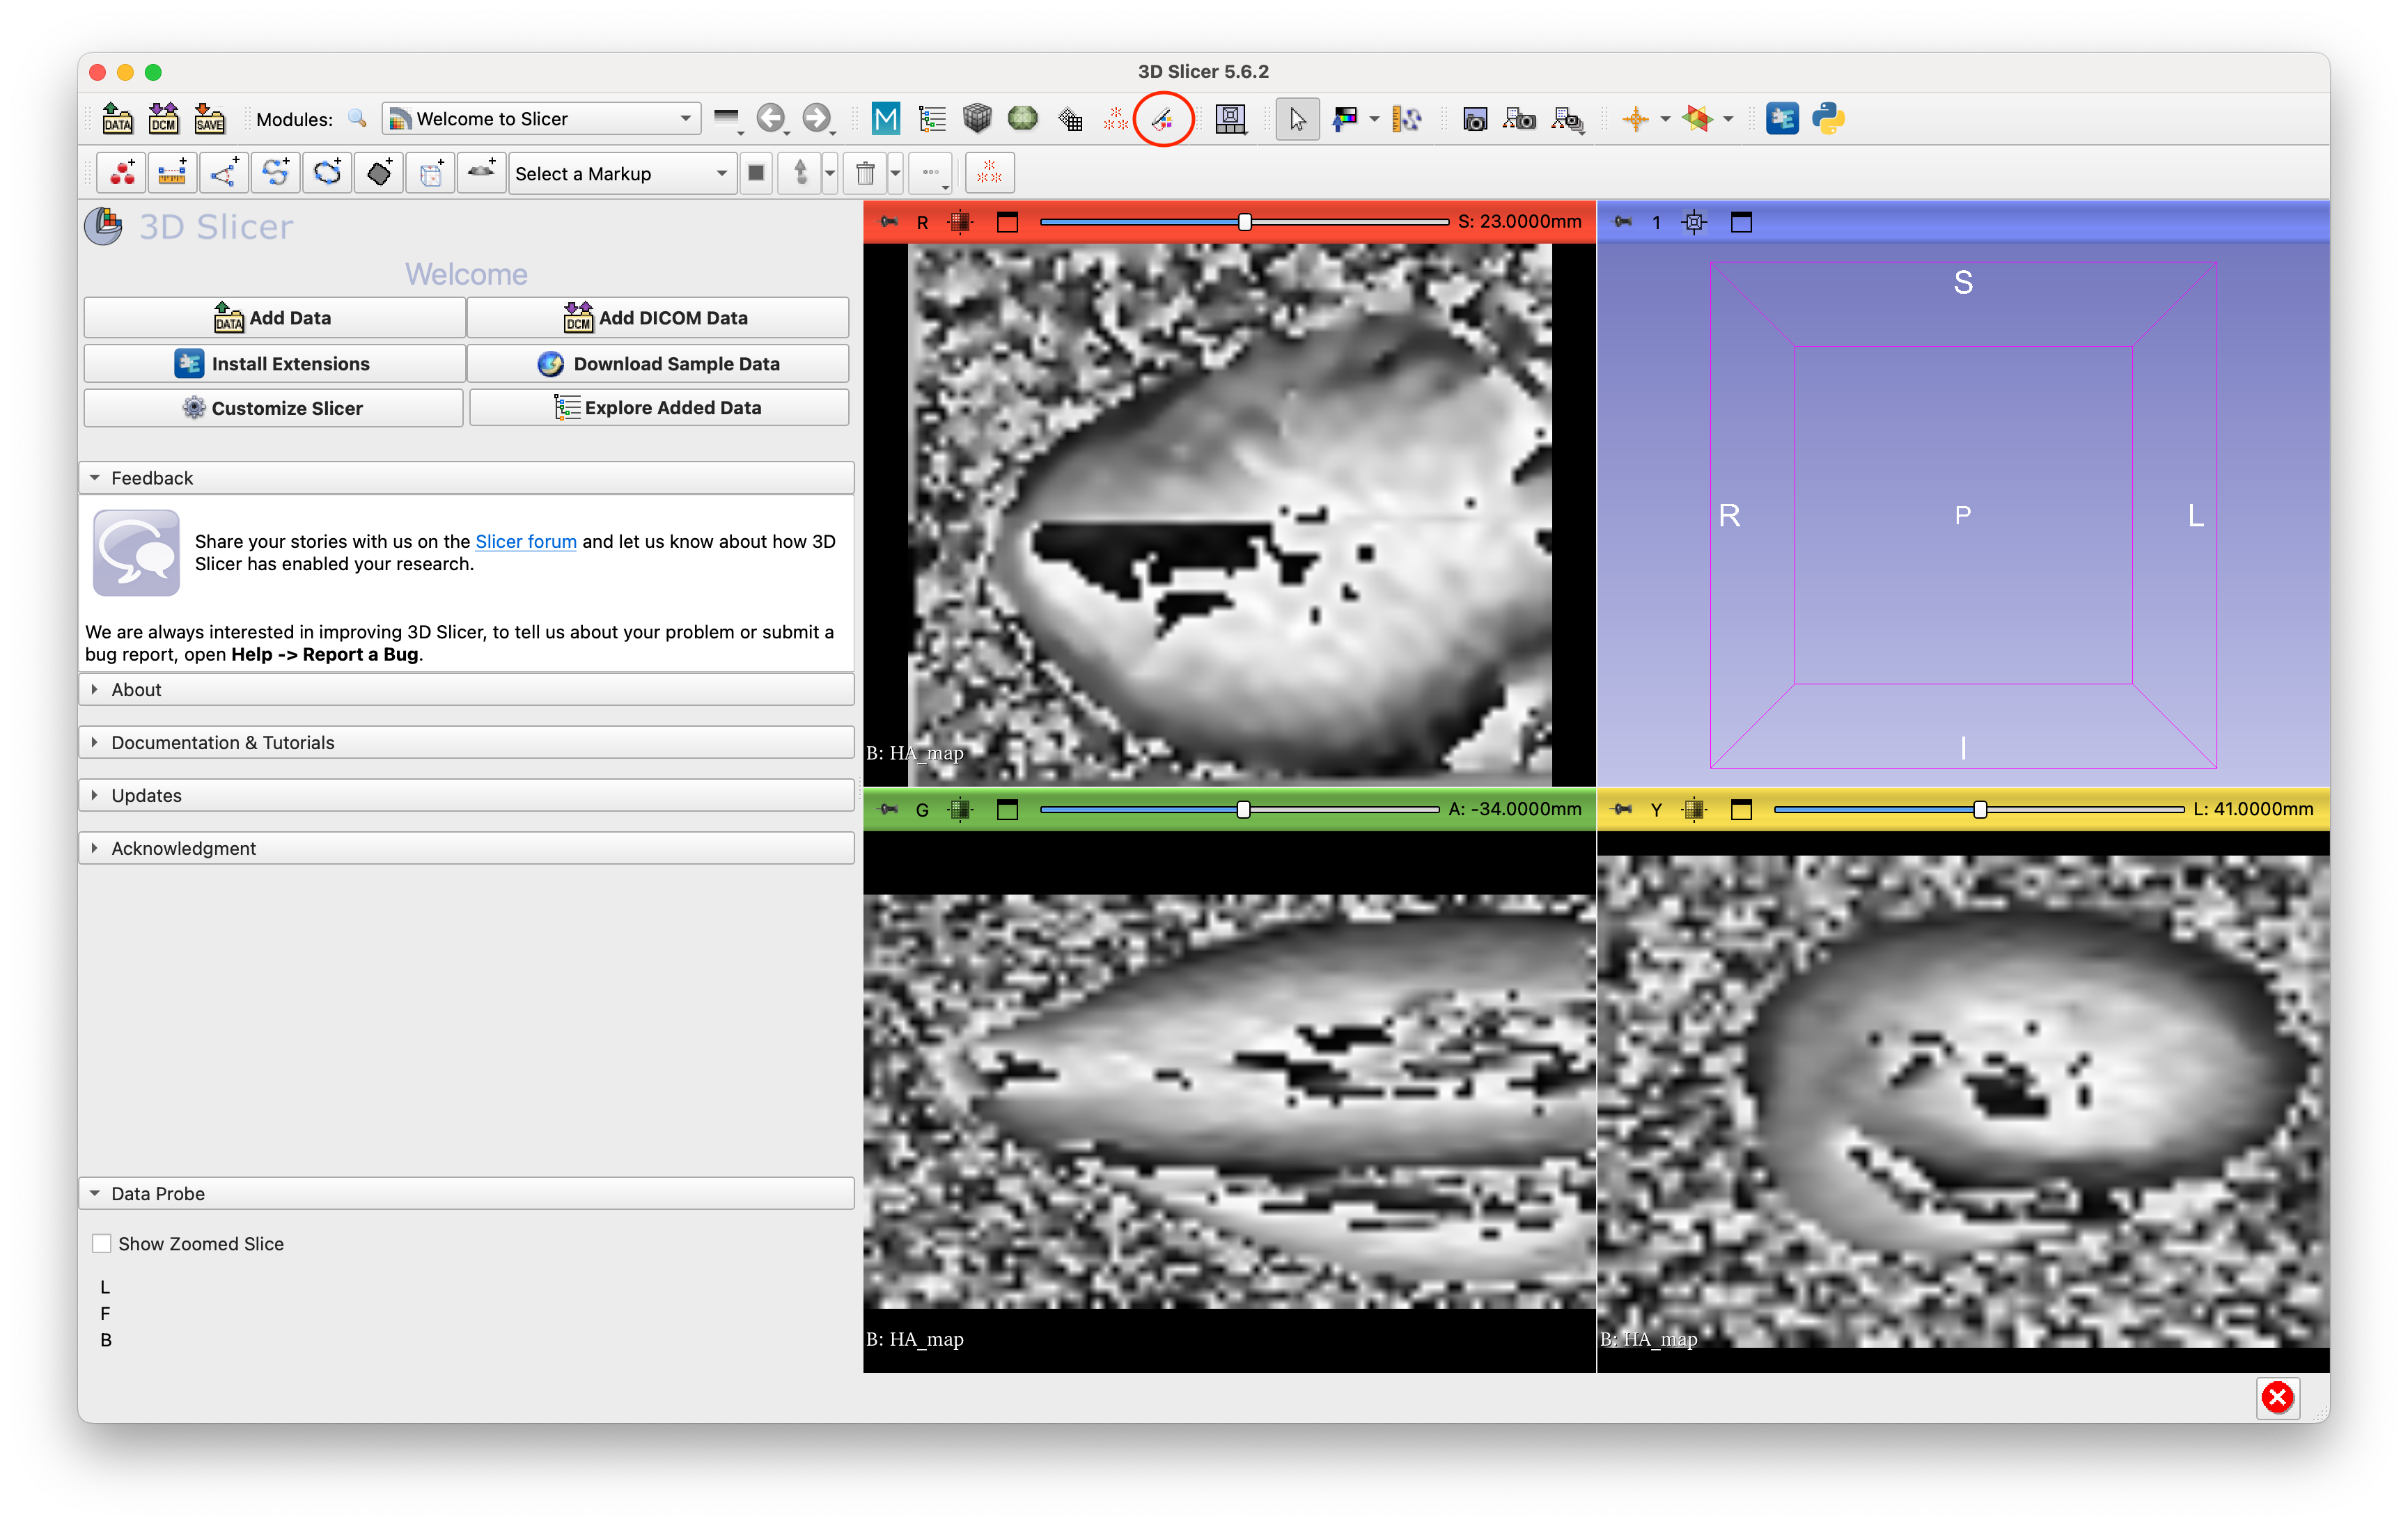 3D Slicer 5.6.2
DATA DCM SAVE Modules: Welcome to Slicer M
Select a Markup
3D Slicer
Welcome
DATA Add Data
DCM Add DICOM Data
Install Extensions
Download Sample Data
Customize Slicer
Explore Added Data
Feedback
Share your stories with us on the Slicer forum and let us know about how 3D
Slicer has enabled your research.
We are always interested in improving 3D Slicer, to tell us about your problem or submit a
bug report, open Help -> Report a Bug.
About
Documentation & Tutorials
Updates
Acknowledgment
Data Probe
Show Zoomed Slice
L
F
B
R S: 23.0000mm
B: HA_map
1
S
R P L
I
G A: -34.0000mm
B: HA_map
Y L: 41.0000mm
B: HA_map